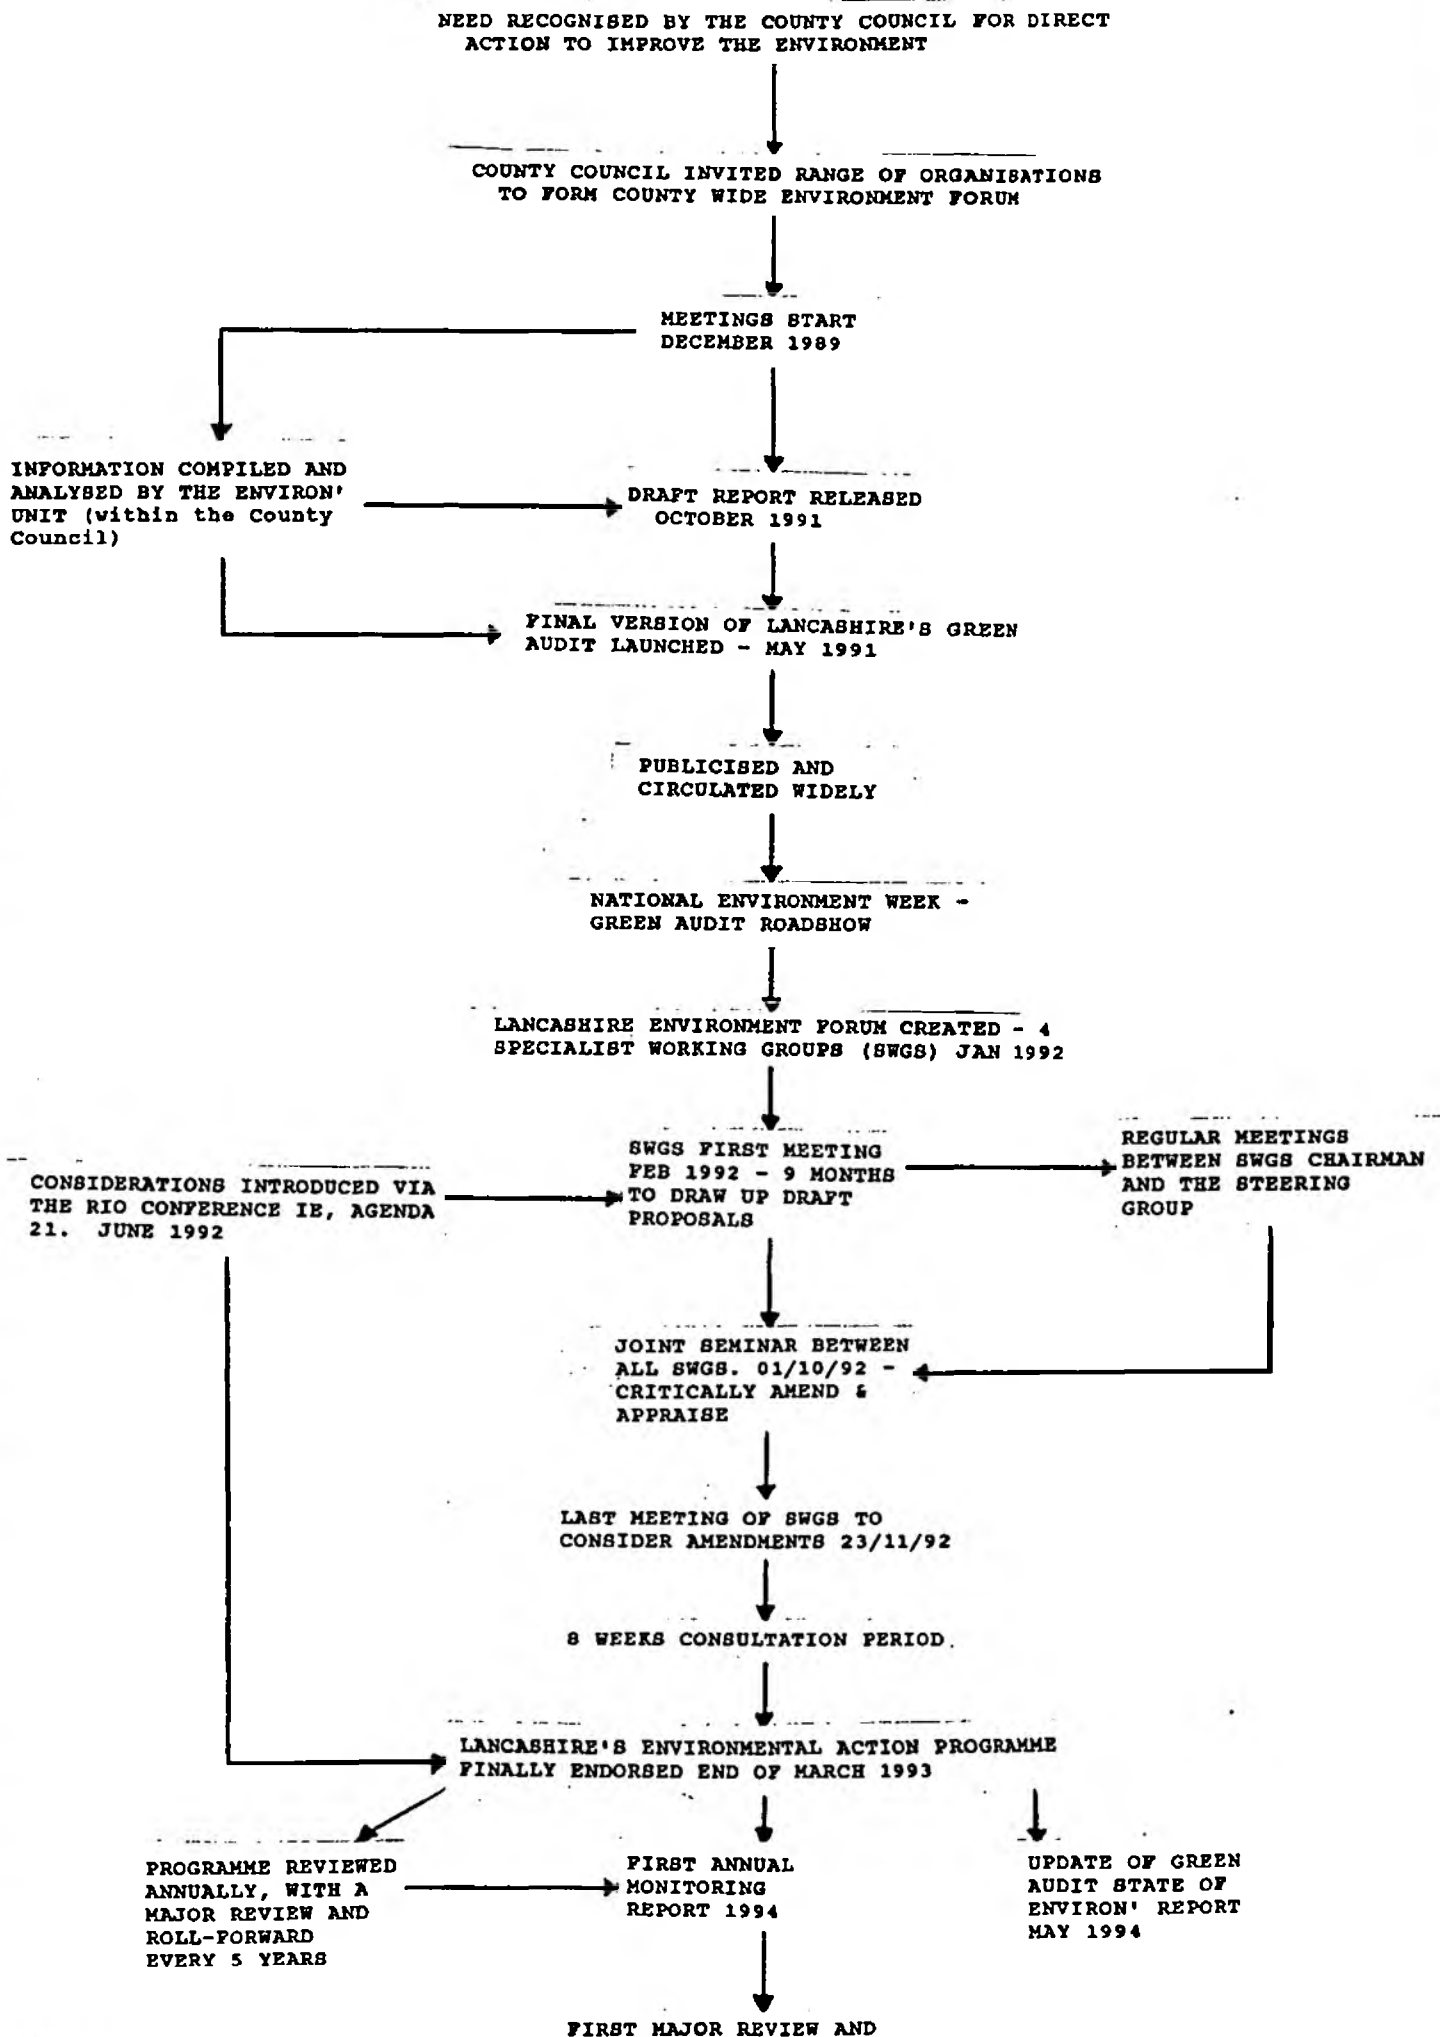 NEED RECOGNISED BY THE COUNTY COUNCIL FOR DIRECT
ACTION TO IMPROVE THE ENVIRONMENT
COUNTY COUNCIL INVITED RANGE OF ORGANISATIONS
TO FORM COUNTY WIDE ENVIRONMENT FORUM
MEETINGS START
DECEMBER 1989
INFORMATION COMPILED AND
ANALYSED BY THE ENVIRON'
UNIT (within the County
Council)
DRAFT REPORT RELEASED
OCTOBER 1991
FINAL VERSION OF LANCASHIRE'S GREEN
AUDIT LAUNCHED - MAY 1991
PUBLICISED AND
CIRCULATED WIDELY
NATIONAL ENVIRONMENT WEEK -
GREEN AUDIT ROADSHOW
LANCASHIRE ENVIRONMENT FORUM CREATED - 4
SPECIALIST WORKING GROUPS (SWGS) JAN 1992
CONSIDERATIONS INTRODUCED VIA
THE RIO CONFERENCE IE, AGENDA
21. JUNE 1992
SWGS FIRST MEETING
FEB 1992 - 9 MONTHS
TO DRAW UP DRAFT
PROPOSALS
REGULAR MEETINGS
BETWEEN SWGS CHAIRMAN
AND THE STEERING
GROUP
JOINT SEMINAR BETWEEN
ALL SWGS. 01/10/92 -
CRITICALLY AMEND &
APPRAISE
LAST MEETING OF SWGS TO
CONSIDER AMENDMENTS 23/11/92
8 WEEKS CONSULTATION PERIOD.
LANCASHIRE'S ENVIRONMENTAL ACTION PROGRAMME
FINALLY ENDORSED END OF MARCH 1993
PROGRAMME REVIEWED
ANNUALLY, WITH A
MAJOR REVIEW AND
ROLL-FORWARD
EVERY 5 YEARS
FIRST ANNUAL
MONITORING
REPORT 1994
UPDATE OF GREEN
AUDIT STATE OF
ENVIRON' REPORT
MAY 1994
FIRST MAJOR REVIEW AND